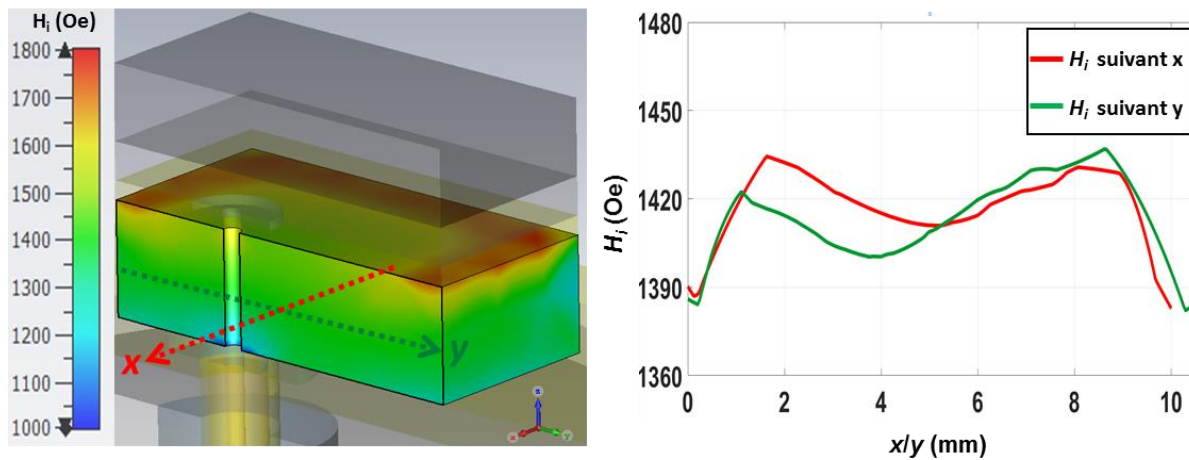 Hᵢ (Oe)
1800
1700
1600
1500
1400
1300
1200
1100
1000
x
y
z
x
y
1480
1450
1420
1390
1360
Hᵢ (Oe)
Hᵢ suivant x
Hᵢ suivant y
0
2
4
6
8
10
x/y (mm)